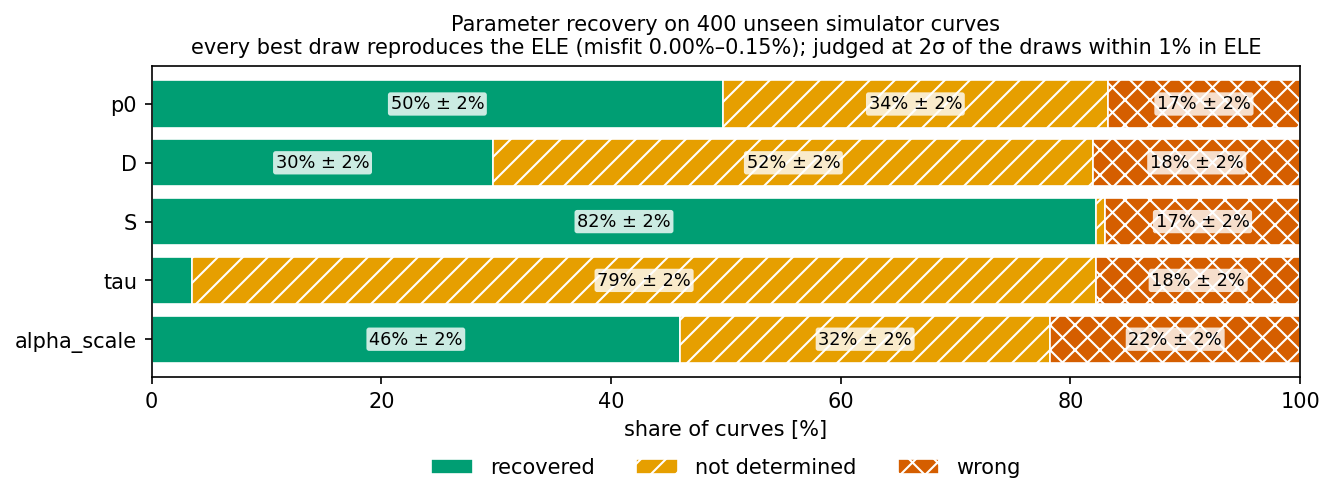 Parameter recovery on 400 unseen simulator curves
every best draw reproduces the ELE (misfit 0.00%–0.15%); judged at 2σ of the draws within 1% in ELE
p0 50% ± 2% 34% ± 2% 17% ± 2%
D 30% ± 2% 52% ± 2% 18% ± 2%
S 82% ± 2% 17% ± 2%
tau 79% ± 2% 18% ± 2%
alpha_scale 46% ± 2% 32% ± 2% 22% ± 2%
0 20 40 60 80 100
share of curves [%]
recovered not determined wrong